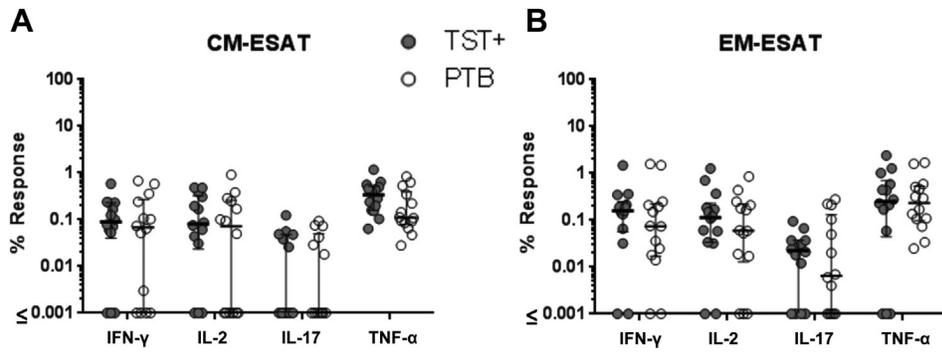 A
CM-ESAT
TST+
PTB
B
EM-ESAT
% Response
100
10
1
0.1
0.01
≤ 0.001
IFN-γ IL-2 IL-17 TNF-α
% Response
100
10
1
0.1
0.01
≤ 0.001
IFN-γ IL-2 IL-17 TNF-α